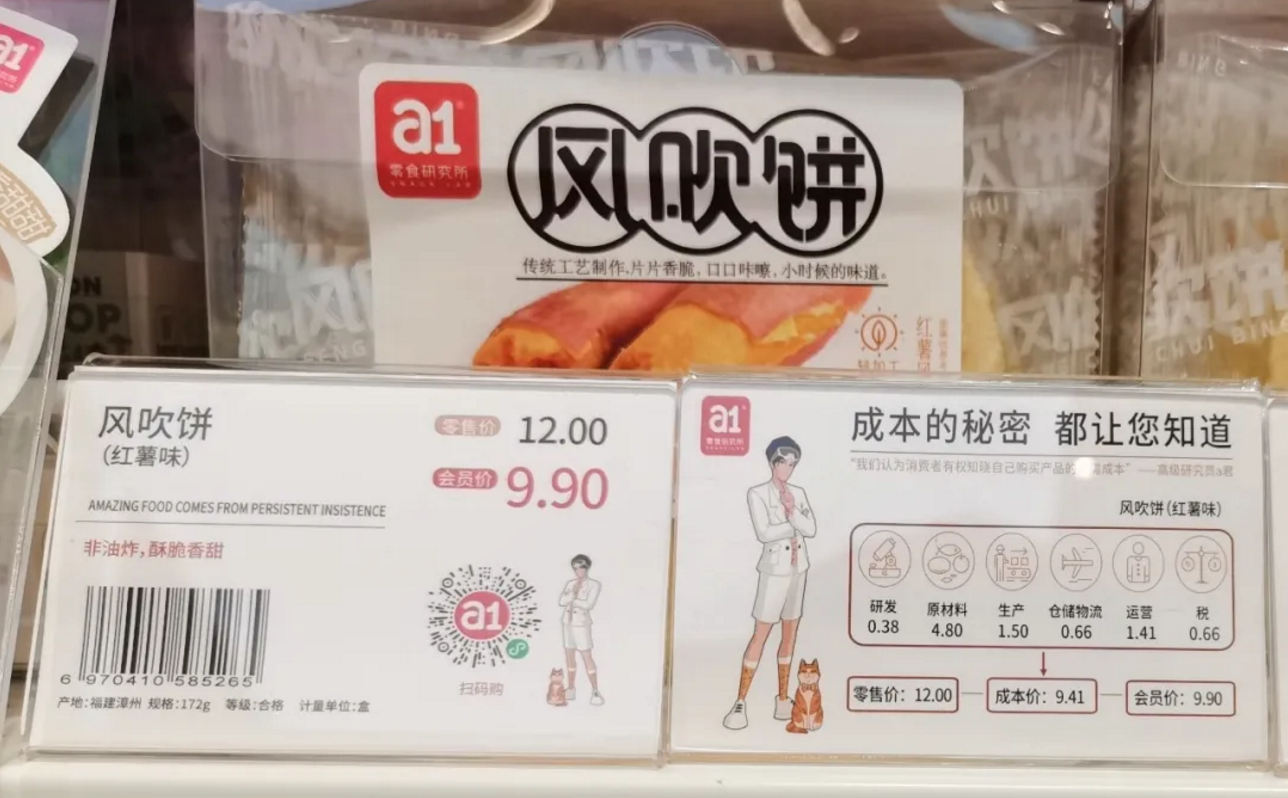 a1
零食研究所
SNACK LAB
风吹饼
传统工艺制作,片片香脆,口口咔嚓,小时候的味道。
红薯风
轻加工
风吹饼
(红薯味)
零售价 12.00
会员价 9.90
AMAZING FOOD COMES FROM PERSISTENT INSISTENCE
非油炸,酥脆香甜
6 970410 585265
a1
扫码购
产地:福建漳州 规格:172g 等级:合格 计量单位:盒
a1
零食研究所
成本的秘密 都让您知道
“我们认为消费者有权知晓自己购买产品的 成本” ——高级研究员a君
风吹饼(红薯味)
研发 原材料 生产 仓储物流 运营 税
0.38 4.80 1.50 0.66 1.41 0.66
零售价: 12.00 成本价: 9.41 会员价: 9.90